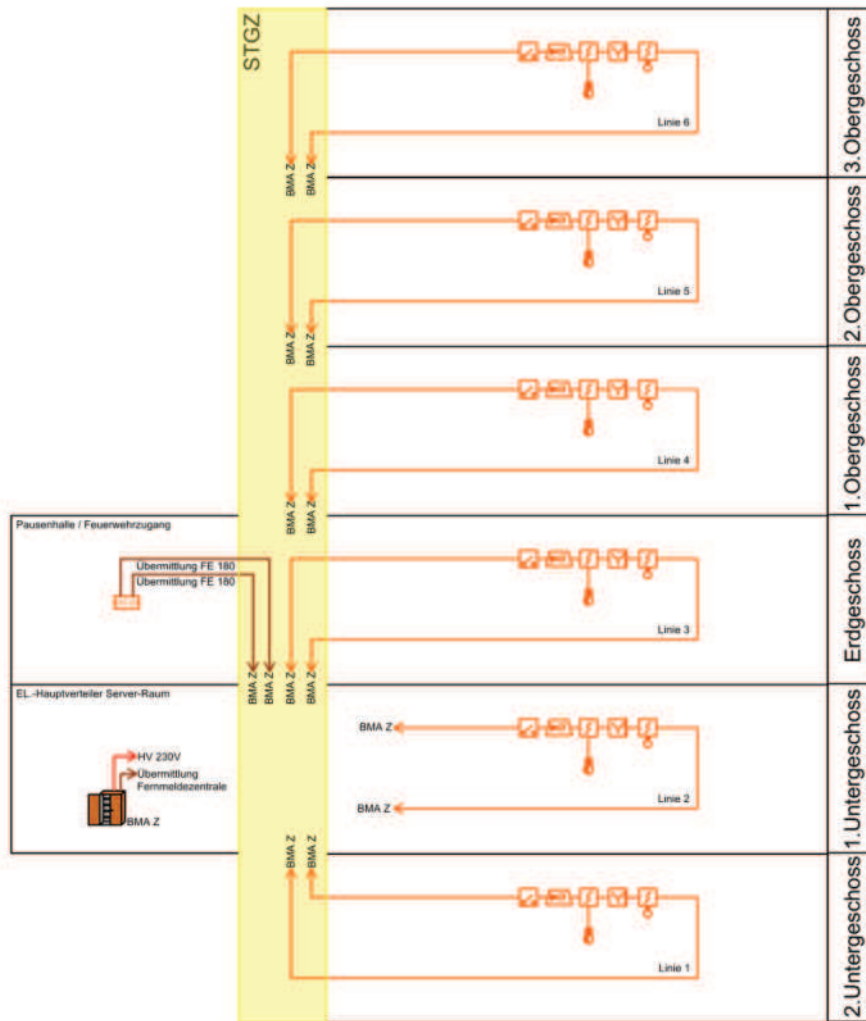 STGZ
Linie 6
BMA Z
BMA Z
3.Obergeschoss
Linie 5
BMA Z
BMA Z
2.Obergeschoss
Linie 4
BMA Z
BMA Z
1.Obergeschoss
Pausenhalle / Feuerwehrzugang
Übermittlung FE 180
Übermittlung FE 180
Linie 3
BMA Z
BMA Z
BMA Z
BMA Z
Erdgeschoss
EL.-Hauptverteiler Server-Raum
HV 230V
Übermittlung
Fernmeldezentrale
BMA Z
BMA Z
BMA Z
Linie 2
1.Untergeschoss
BMA Z
BMA Z
Linie 1
2.Untergeschoss